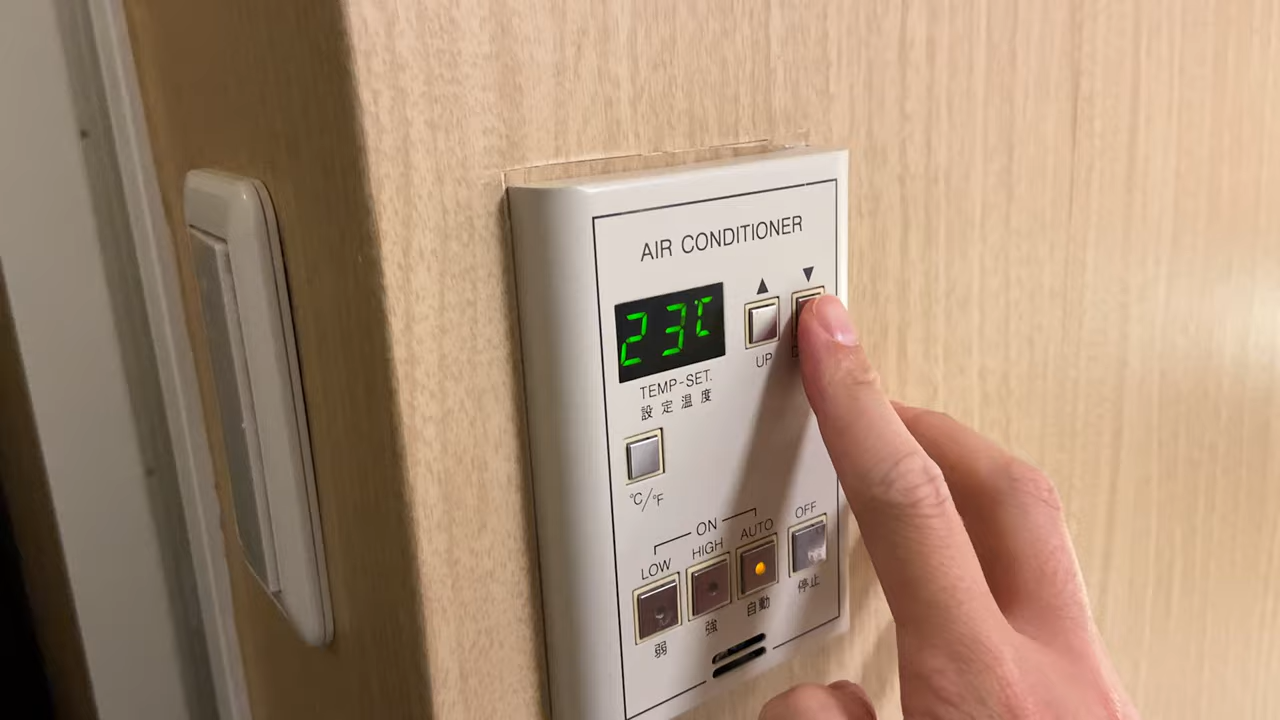 AIR CONDITIONER
▲ ▼
23℃
UP
TEMP-SET.
設定温度
℃/℉
ON
LOW HIGH AUTO OFF
弱 強 自動 停止